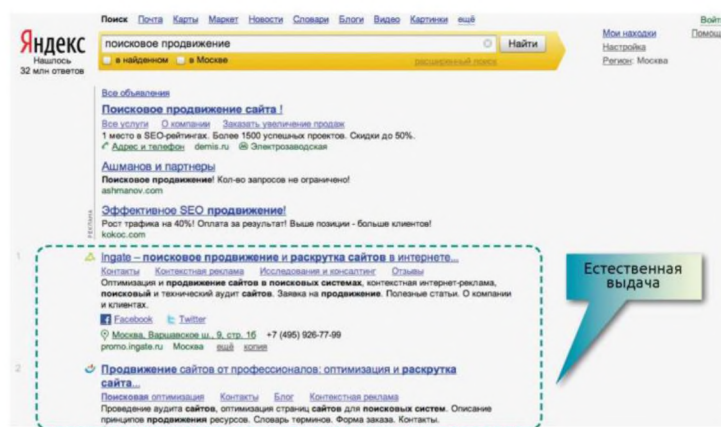 Поиск Почта Карты Маркет Новости Словари Блоги Видео Картинки ещё
Войти
Яндекс
Нашлось
32 млн ответов
поисковое продвижение
Найти
в найденном в Москве расширенный поиск
Мои находки
Помощь
Настройка
Регион: Москва
Все объявления
Поисковое продвижение сайта !
Все услуги О компании Заказать увеличение продаж
1 место в SEO-рейтингах. Более 1500 успешных проектов. Скидки до 50%.
Адрес и телефон demis.ru Электрозаводская
Ашманов и партнеры
Поисковое продвижение! Кол-во запросов не ограничено!
ashmanov.com
Эффективное SEO продвижение!
Рост трафика на 40%! Оплата за результат! Выше позиции - больше клиентов!
kokoc.com
РЕКЛАМА
1
Ingate – поисковое продвижение и раскрутка сайтов в интернете...
Контакты Контекстная реклама Исследования и консалтинг Отзывы
Оптимизация и продвижение сайтов в поисковых системах, контекстная интернет-реклама,
поисковый и технический аудит сайтов. Заявка на продвижение. Полезные статьи. О компании
и клиентах.
Facebook Twitter
Москва, Варшавское ш., 9, стр. 1б +7 (495) 926-77-99
promo.ingate.ru Москва ещё копия
Естественная
выдача
2
Продвижение сайтов от профессионалов: оптимизация и раскрутка
сайта...
Поисковая оптимизация Контакты Блог Контекстная реклама
Проведение аудита сайтов, оптимизация страниц сайтов для поисковых систем. Описание
принципов продвижения ресурсов. Словарь терминов. Форма заказа. Контакты.